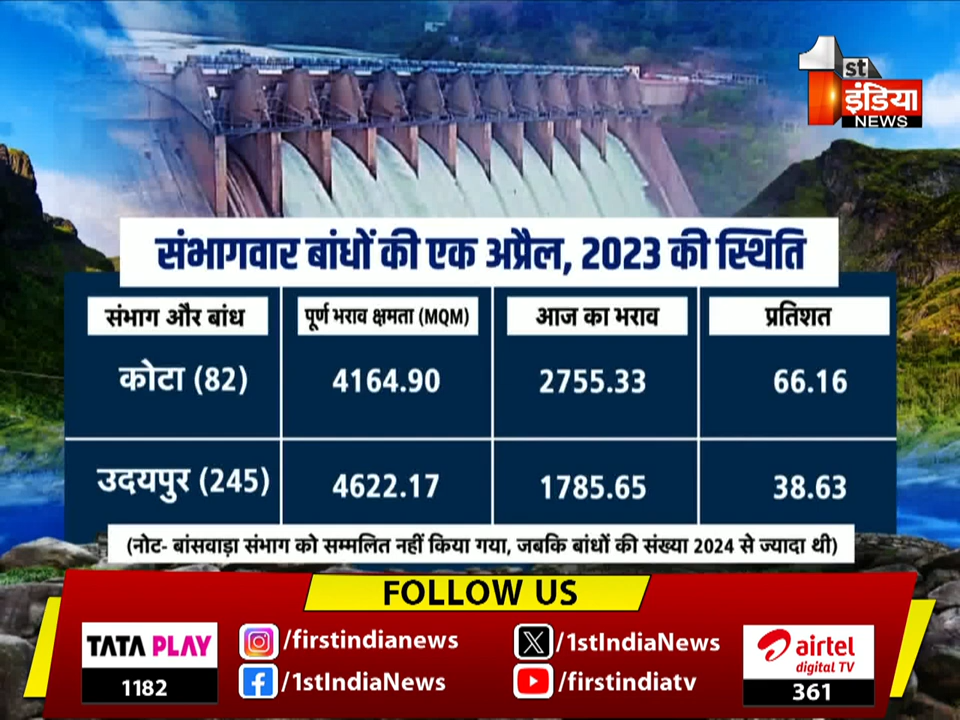 1st
इंडिया
NEWS
संभागवार बांधों की एक अप्रैल, 2023 की स्थिति
संभाग और बांध पूर्ण भराव क्षमता (MQM) आज का भराव प्रतिशत
कोटा (82) 4164.90 2755.33 66.16
उदयपुर (245) 4622.17 1785.65 38.63
(नोट- बांसवाड़ा संभाग को सम्मलित नहीं किया गया, जबकि बांधों की संख्या 2024 से ज्यादा थी)
FOLLOW US
TATA PLAY
1182
/firstindianews
/1stIndiaNews
/1stIndiaNews
/firstindiatv
airtel
digital TV
361